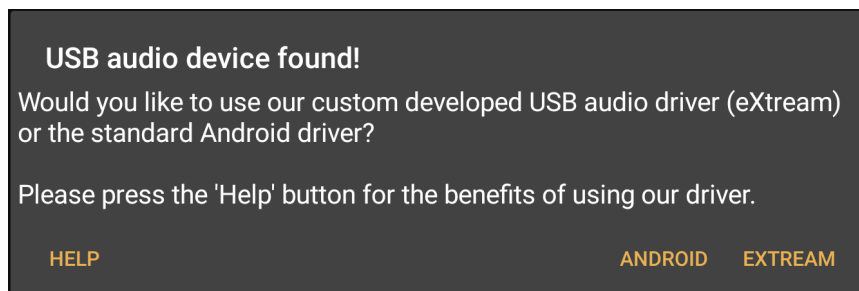 USB audio device found!
Would you like to use our custom developed USB audio driver (eXtream)
or the standard Android driver?
Please press the 'Help' button for the benefits of using our driver.
HELP ANDROID EXTREAM